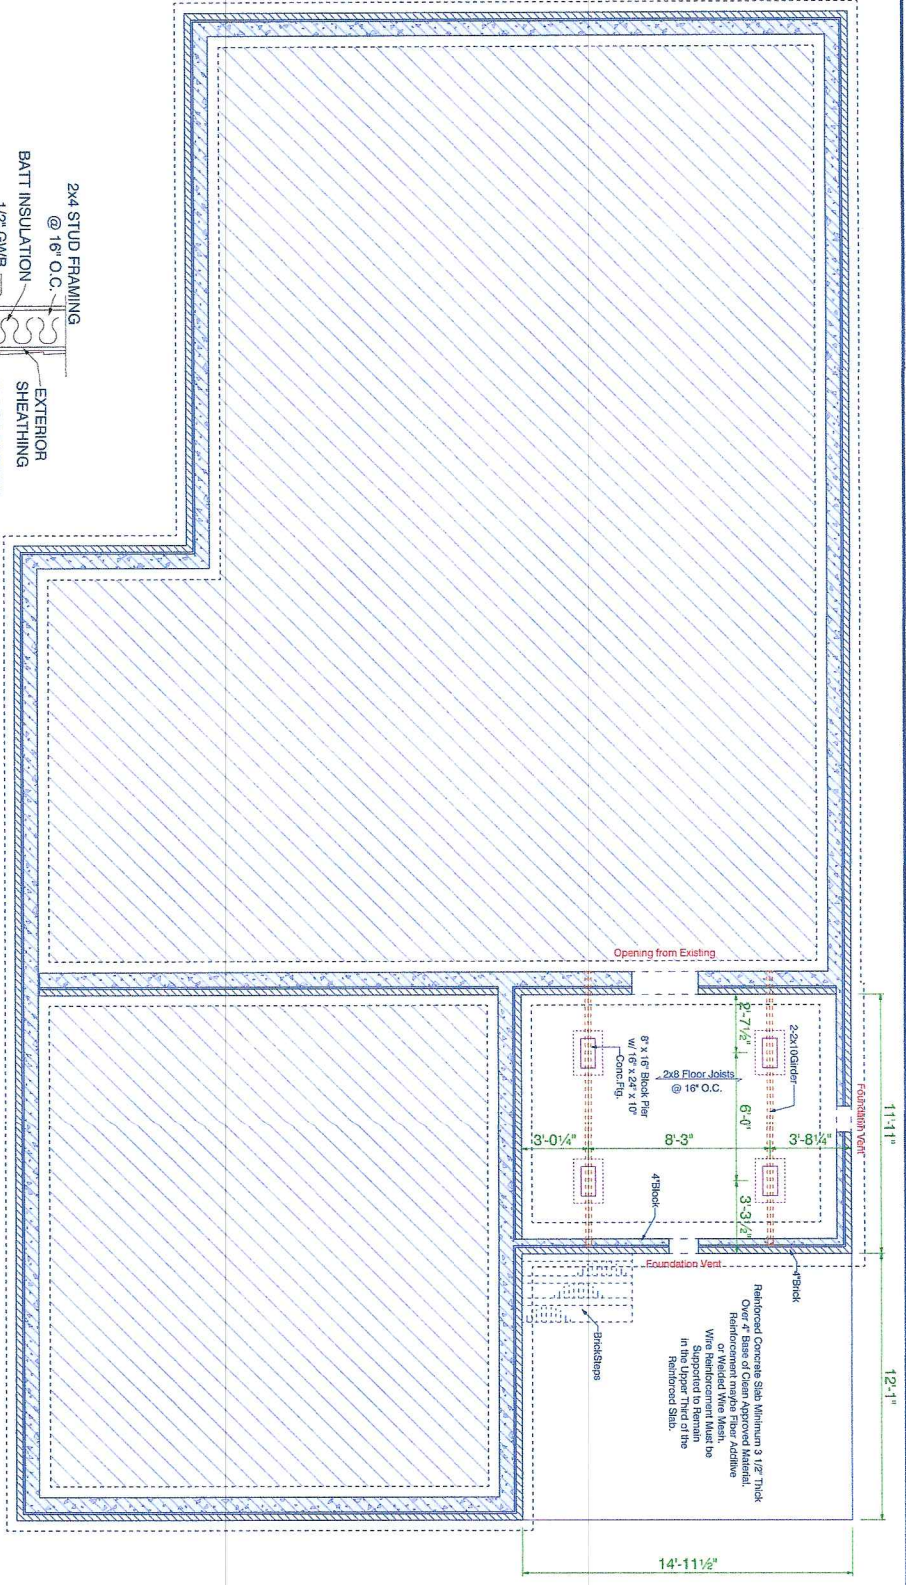 2x4 STUD FRAMING
@ 16" O.C.
BATT INSULATION
1/2" GWB
EXTERIOR
SHEATHING
Opening from Existing
2'-7½"
2-2x10Girder
8" x 16" Block Pier
w/ 16" x 24" x 10"
Conc.Ftg.
2x8 Floor Joists
@ 16" O.C.
6'-0"
Foundatin Vent
11'-11"
3'-0¼"
8'-3"
3'-8¼"
4"Block
3'-3½"
Foundation Vent
4"Brick
BrickSteps
Reinforced Concrete Slab Minimum 3 1/2" Thick
Over 4" Base of Clean Approved Material.
Reinforcement maybe Fiber Additive
or Welded Wire Mesh.
Wire Reinforcement Must be
Supported to Remain
in the Upper Third of the
Reinforced Slab.
12'-1"
14'-11½"